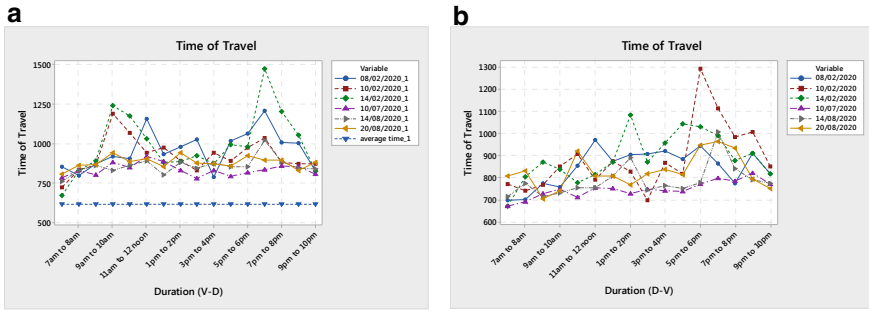 a
Time of Travel
Time of Travel
1500
1250
1000
750
500
7am to 8am
9am to 10am
11am to 12 noon
1pm to 2pm
3pm to 4pm
5pm to 6pm
7pm to 8pm
9pm to 10pm
Duration (V-D)
Variable
08/02/2020_1
10/02/2020_1
14/02/2020_1
10/07/2020_1
14/08/2020_1
20/08/2020_1
average time_1
b
Time of Travel
Time of Travel
1300
1200
1100
1000
900
800
700
600
7am to 8am
9am to 10am
11am to 12 noon
1pm to 2pm
3pm to 4pm
5pm to 6pm
7pm to 8pm
9pm to 10pm
Duration (D-V)
Variable
08/02/2020
10/02/2020
14/02/2020
10/07/2020
14/08/2020
20/08/2020